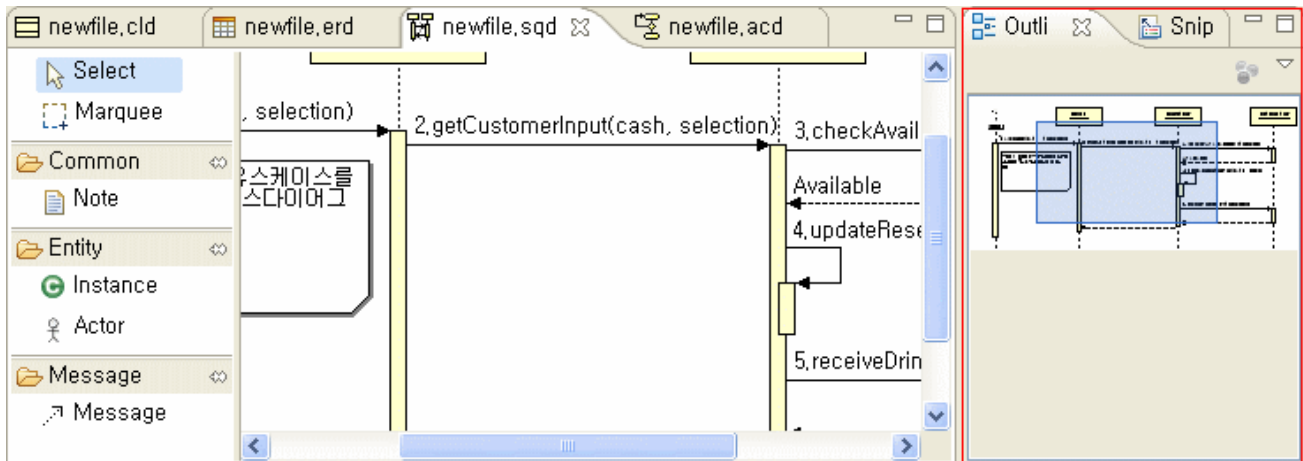 newfile,cld
newfile,erd
newfile,sqd
newfile,acd
Outli
Snip
Select
Marquee
Common
Note
Entity
Instance
Actor
Message
Message
, selection)
2,getCustomerInput(cash, selection)
3,checkAvail
유스케이스를
스다이어그
Available
4,updateRese
5,receiveDrin